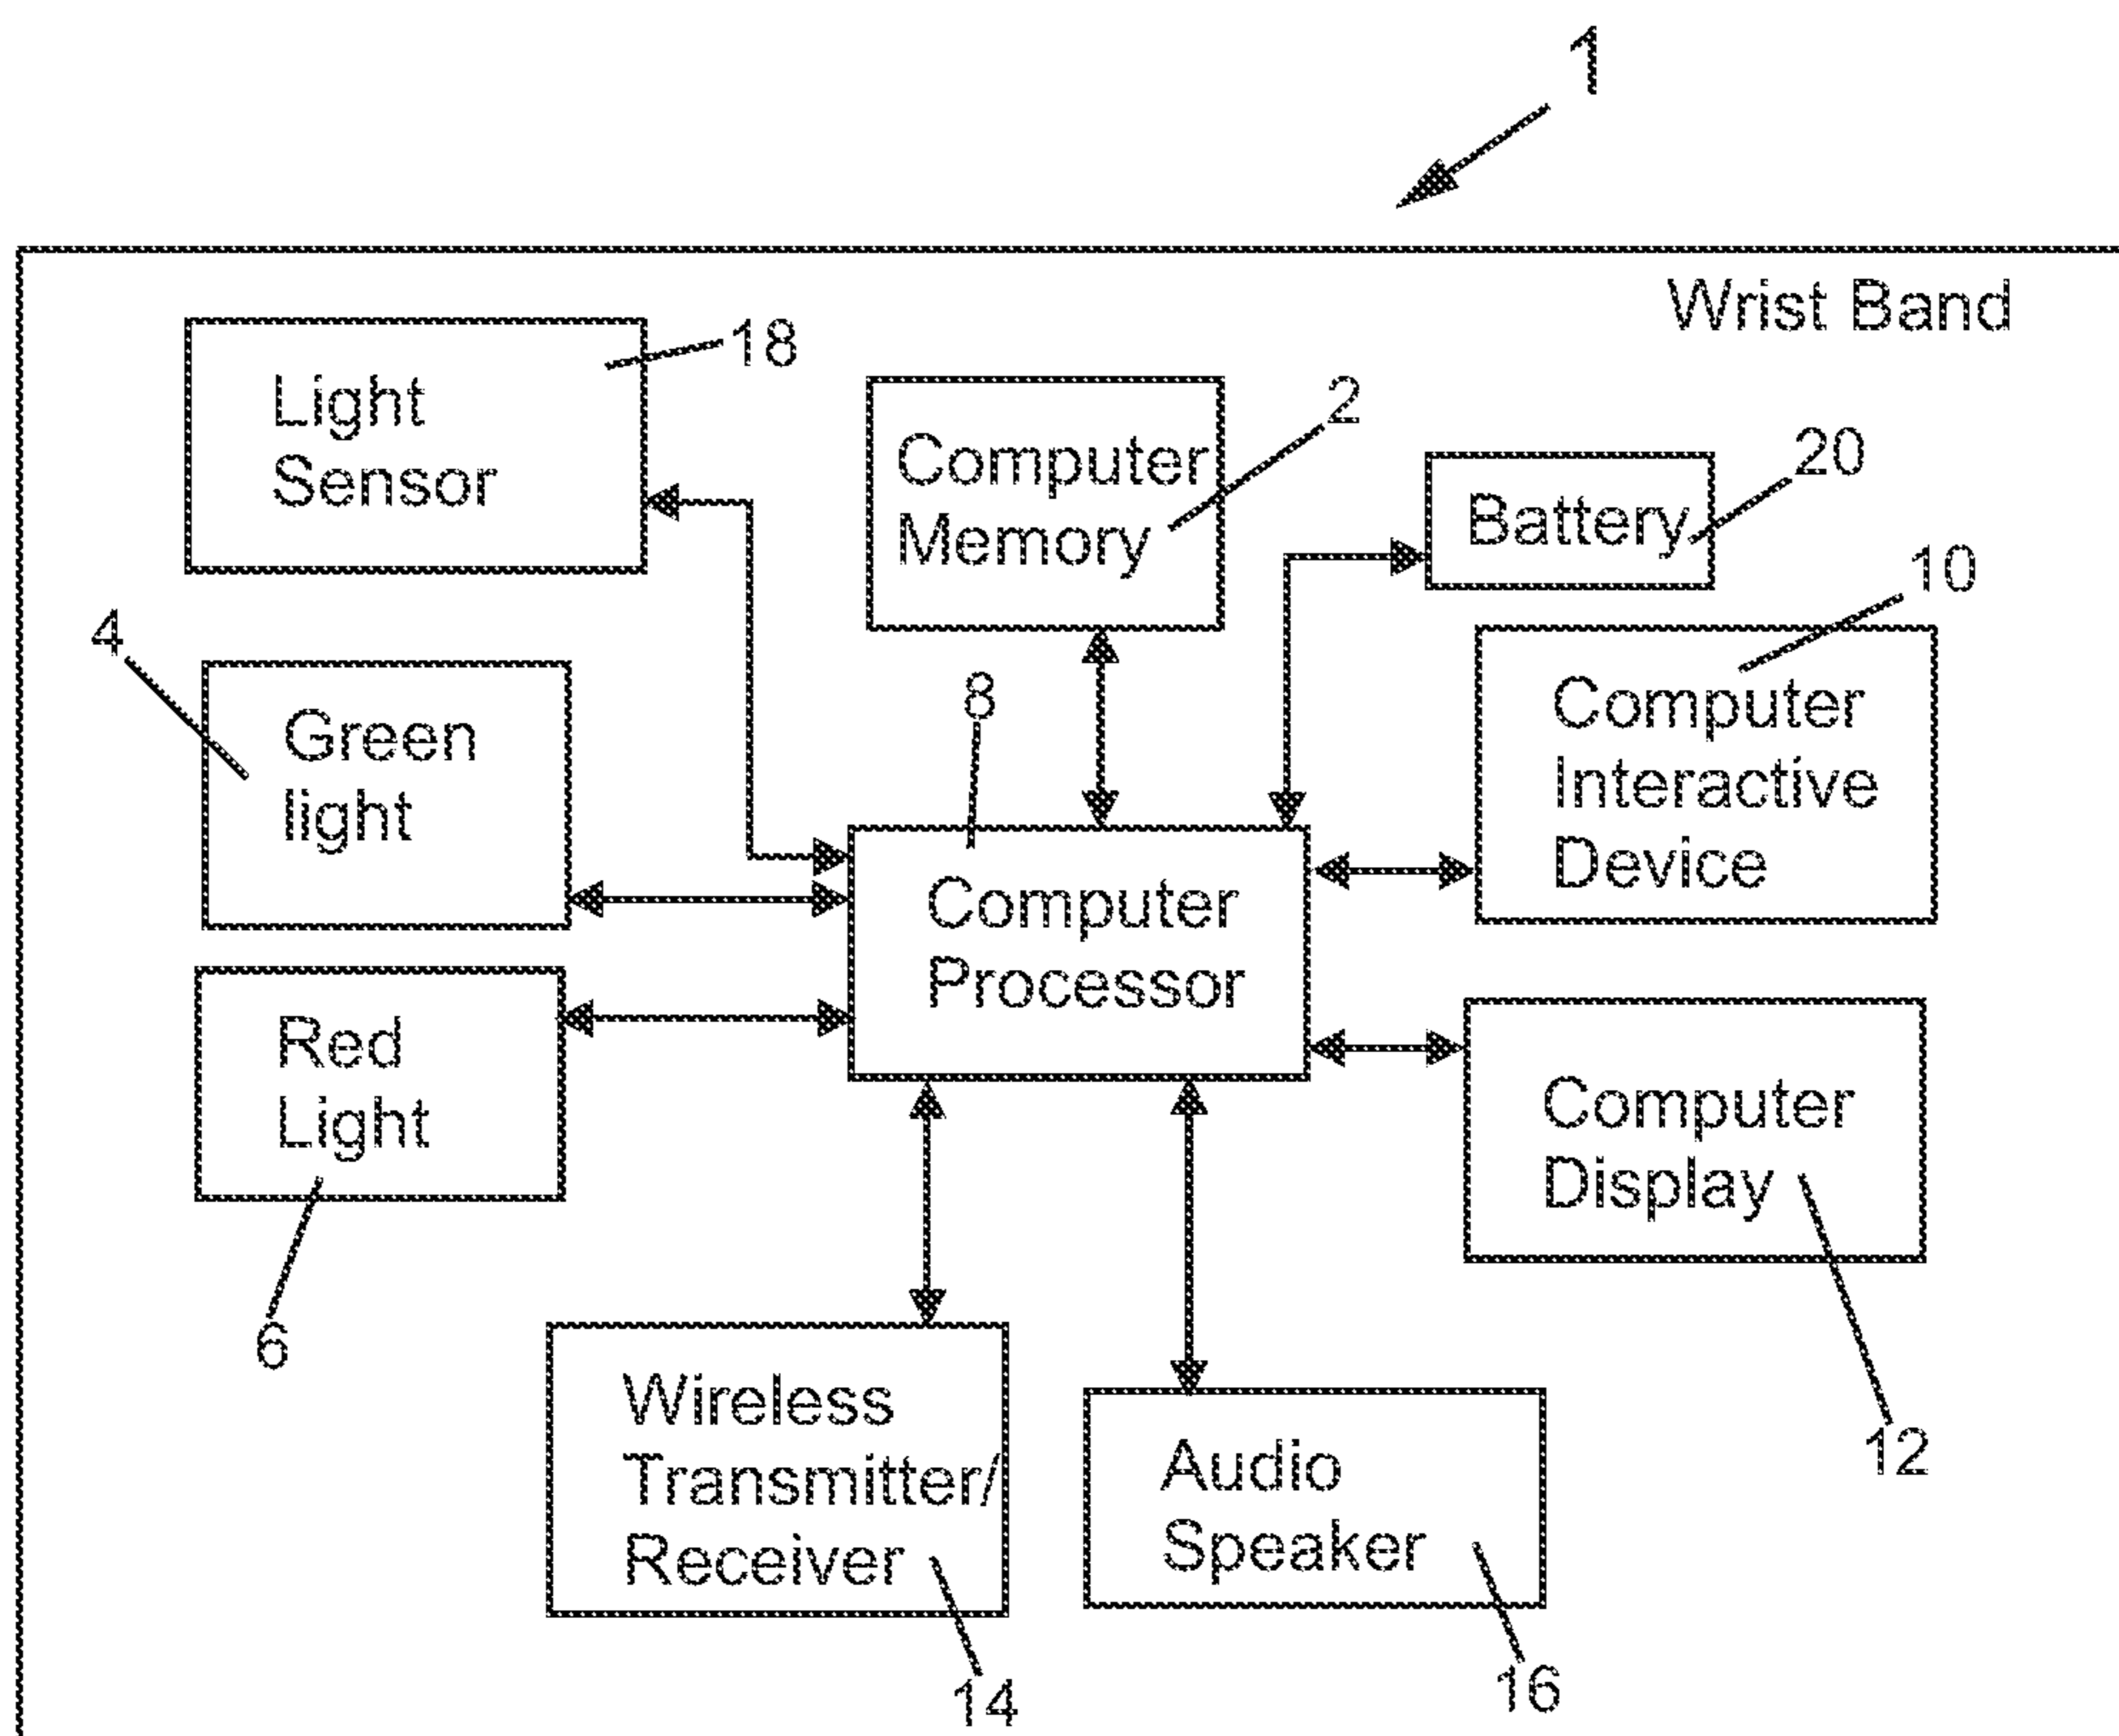 1
Wrist Band
18
Light
Sensor
2
Computer
Memory
20
Battery
10
Computer
Interactive
Device
4
Green
light
8
Computer
Processor
Red
Light
6
Computer
Display
12
Wireless
Transmitter/
Receiver
14
Audio
Speaker
16